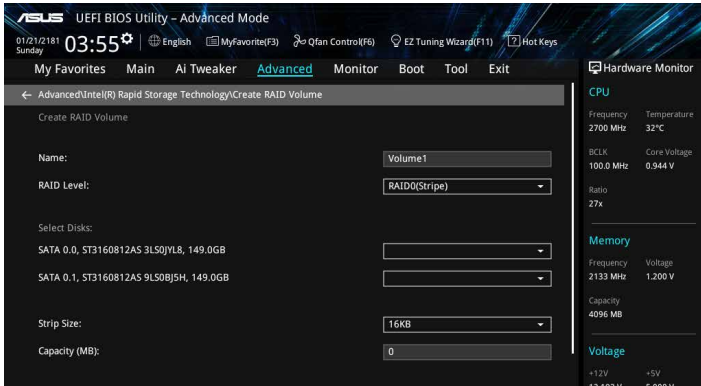 ASUS UEFI BIOS Utility – Advanced Mode
01/21/2181 Sunday 03:55 English MyFavorite(F3) Qfan Control(F6) EZ Tuning Wizard(F11) ? Hot Keys
My Favorites Main Ai Tweaker Advanced Monitor Boot Tool Exit
← Advanced\Intel(R) Rapid Storage Technology\Create RAID Volume
Create RAID Volume
Name: Volume1
RAID Level: RAID0(Stripe)
Select Disks:
SATA 0.0, ST3160812AS 3LS0JYL8, 149.0GB
SATA 0.1, ST3160812AS 9LS0BJ5H, 149.0GB
Strip Size: 16KB
Capacity (MB): 0
Hardware Monitor
CPU
Frequency Temperature
2700 MHz 32°C
BCLK Core Voltage
100.0 MHz 0.944 V
Ratio
27x
Memory
Frequency Voltage
2133 MHz 1.200 V
Capacity
4096 MB
Voltage
+12V +5V